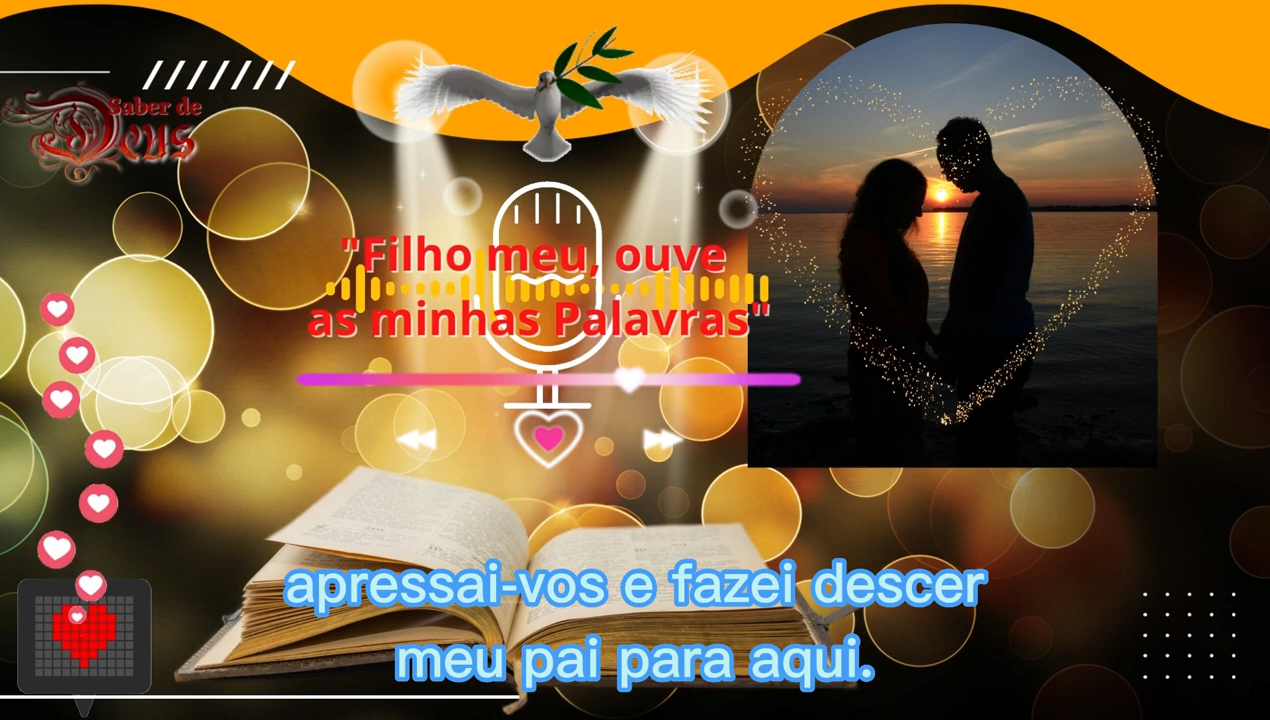 Saber de
Deus
"Filho meu, ouve
as minhas Palavras"
apressai-vos e fazei descer
meu pai para aqui.